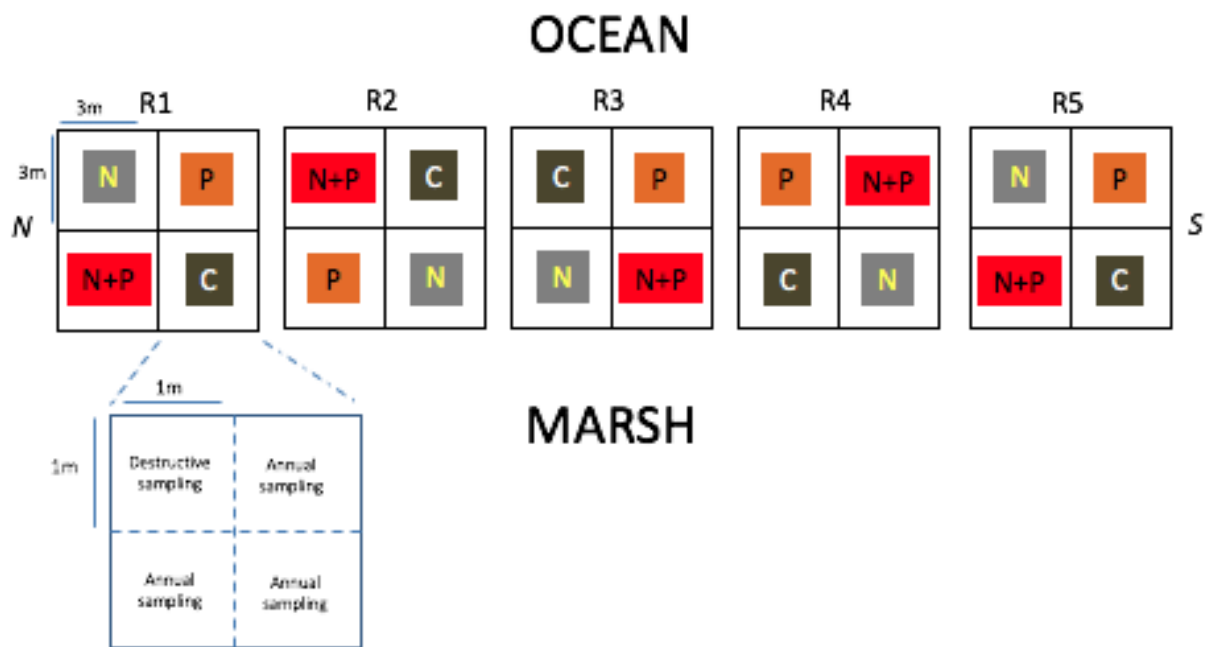 OCEAN
3m R1 R2 R3 R4 R5
3m N P N+P C C P P N+P N P
N S
N+P C P N N N+P C N N+P C
1m
MARSH
1m Destructive sampling Annual sampling
Annual sampling Annual sampling